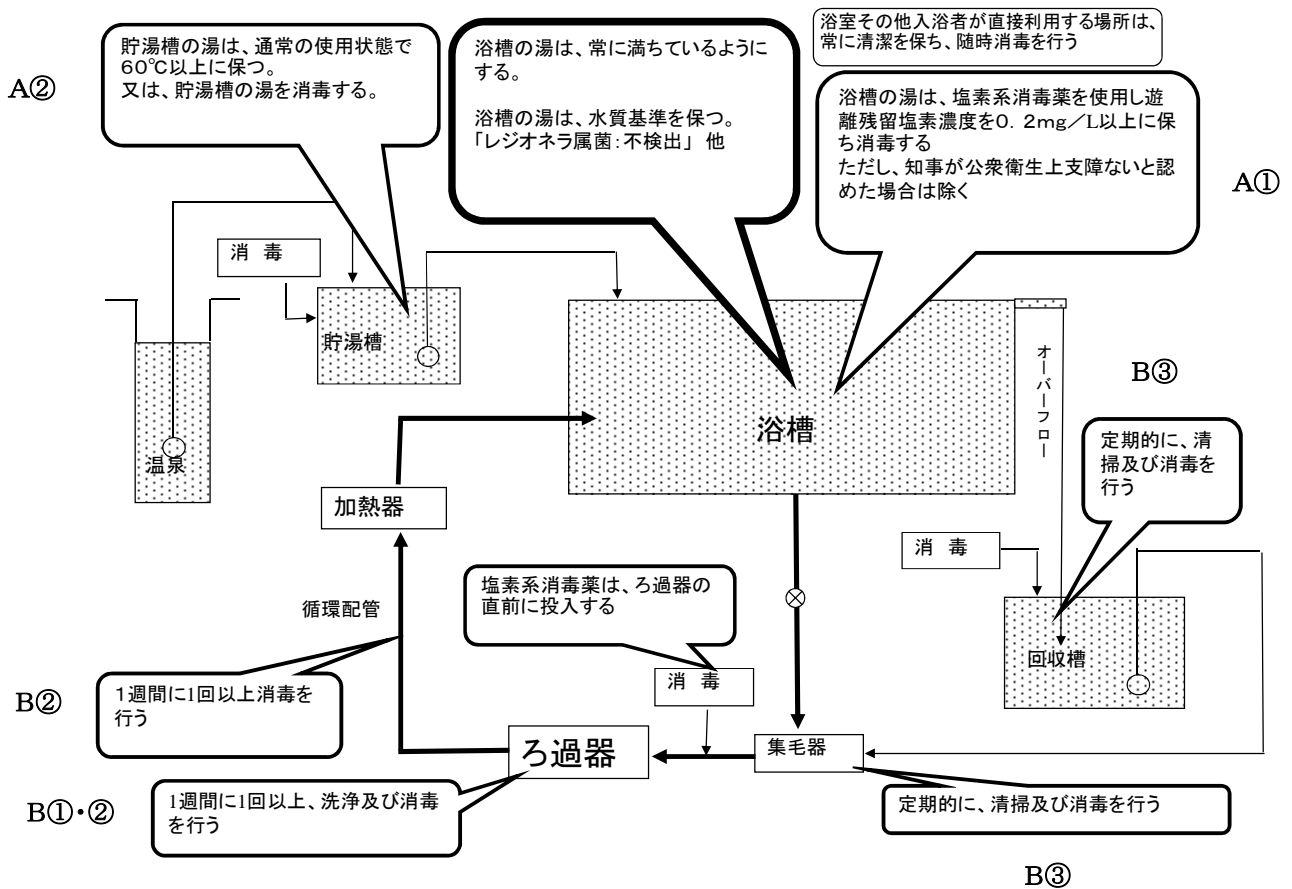 浴室その他入浴者が直接利用する場所は、
常に清潔を保ち、随時消毒を行う
A②
貯湯槽の湯は、通常の使用状態で
60℃以上に保つ。
又は、貯湯槽の湯を消毒する。
浴槽の湯は、常に満ちているように
する。
浴槽の湯は、水質基準を保つ。
「レジオネラ属菌:不検出」 他
浴槽の湯は、塩素系消毒薬を使用し遊
離残留塩素濃度を0.2mg/L以上に保
ち消毒する
ただし、知事が公衆衛生上支障ないと認
めた場合は除く
A①
消 毒
貯湯槽
温泉
浴槽
オーバーフロー
B③
定期的に、清
掃及び消毒を
行う
加熱器
消 毒
回収槽
循環配管
塩素系消毒薬は、ろ過器の
直前に投入する
消 毒
B②
1週間に1回以上消毒を
行う
ろ過器
集毛器
B①・②
1週間に1回以上、洗浄及び消毒
を行う
定期的に、清掃及び消毒を行う
B③